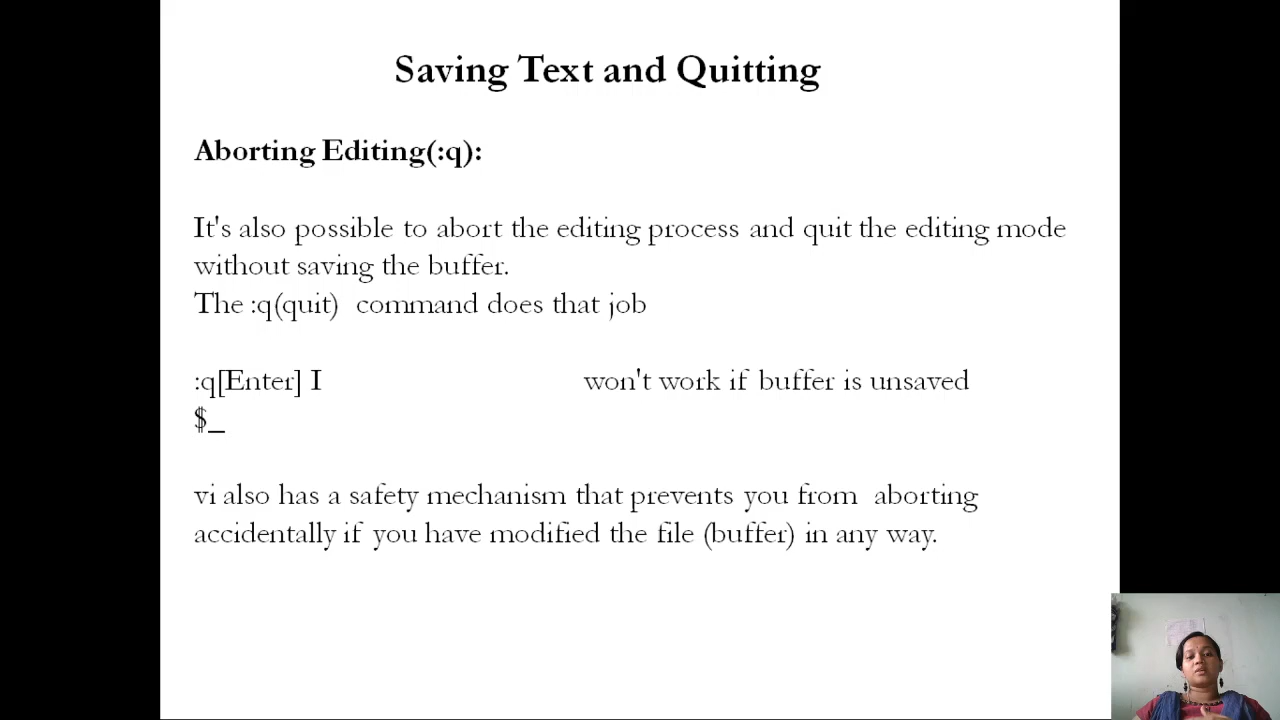 Saving Text and Quitting
Aborting Editing(:q):
It's also possible to abort the editing process and quit the editing mode
without saving the buffer.
The :q(quit) command does that job
:q[Enter] I won't work if buffer is unsaved
$_
vi also has a safety mechanism that prevents you from aborting
accidentally if you have modified the file (buffer) in any way.